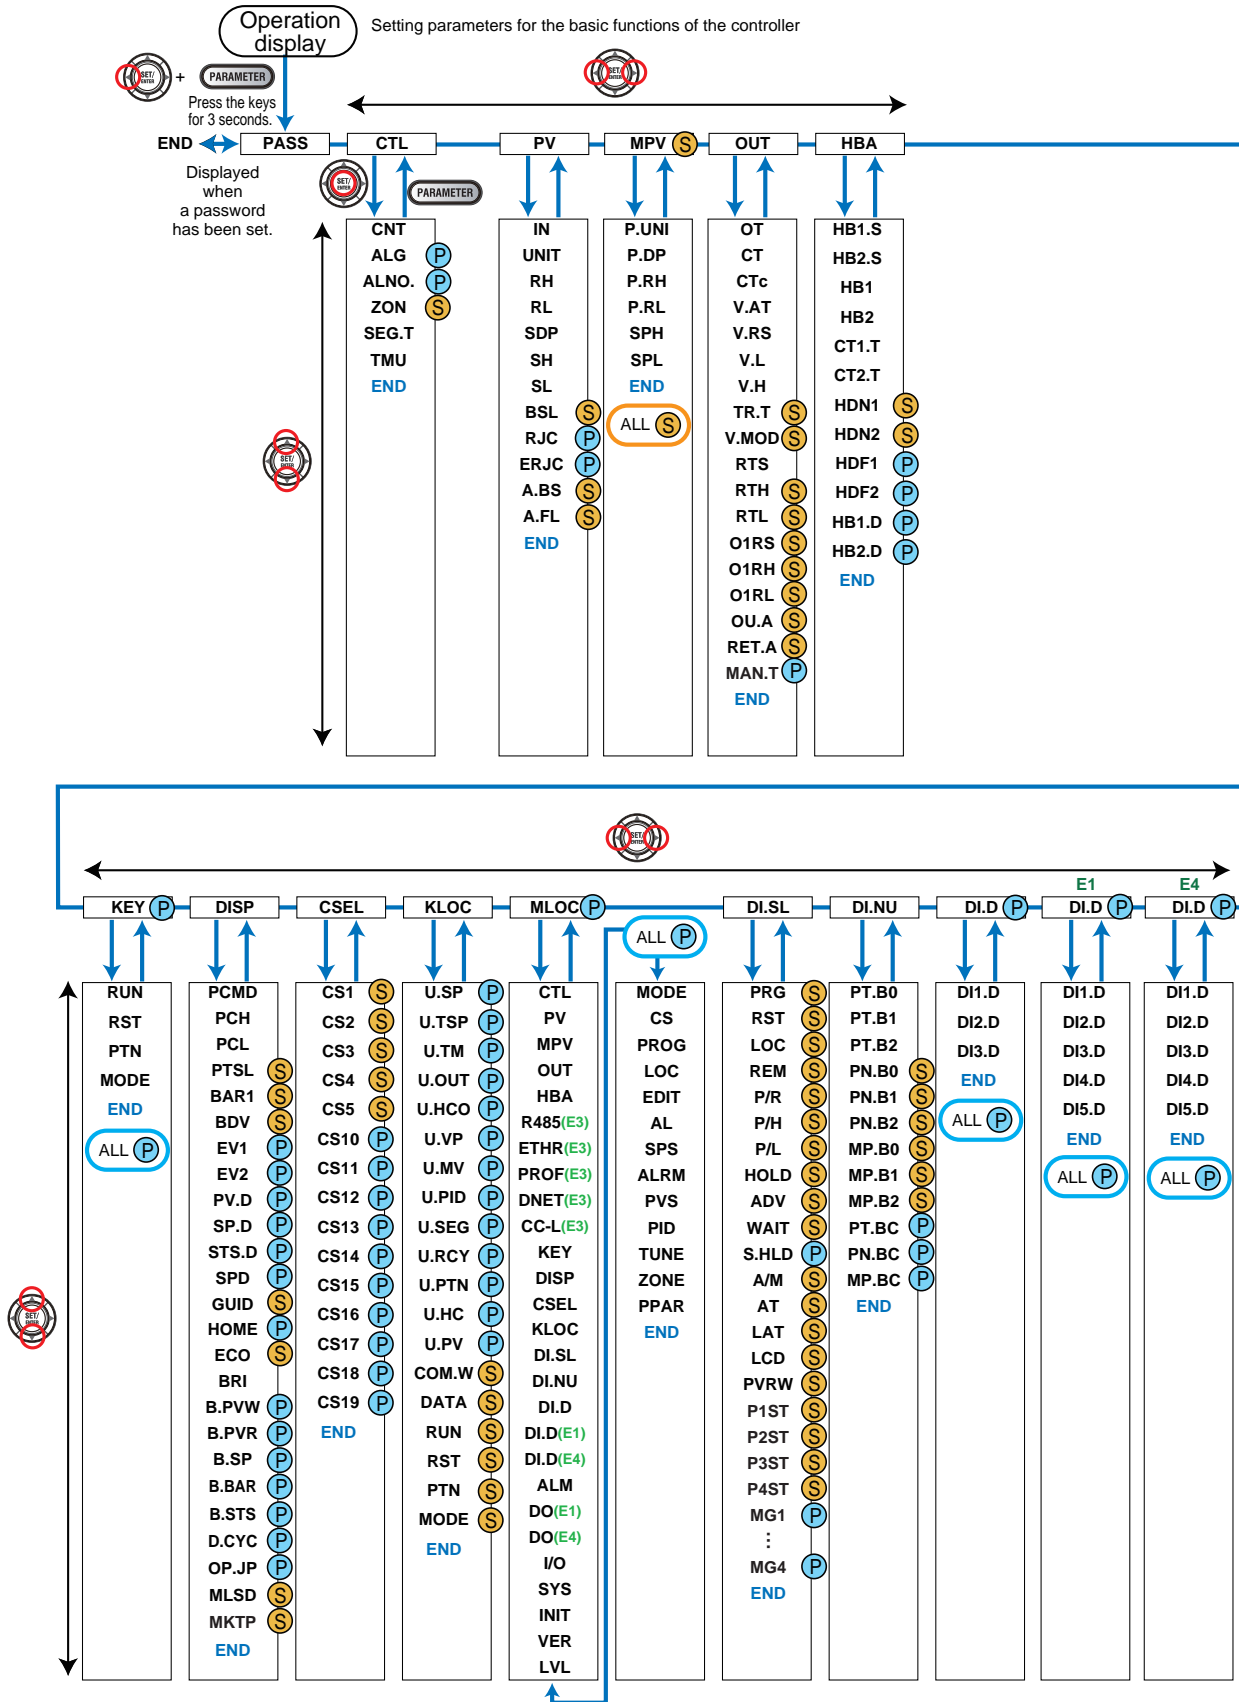 Operation
display
Setting parameters for the basic functions of the controller
SET/
ENTER
+
PARAMETER
Press the keys
for 3 seconds.
SET/
ENTER
END
PASS
CTL
PV
MPV S
OUT
HBA
Displayed
when
a password
has been set.
SET/
ENTER
PARAMETER
SET/
ENTER
CNT
ALG P
ALNO. P
ZON S
SEG.T
TMU
END
IN
UNIT
RH
RL
SDP
SH
SL
BSL S
RJC P
ERJC P
A.BS S
A.FL S
END
P.UNI
P.DP
P.RH
P.RL
SPH
SPL
END
ALL S
OT
CT
CTc
V.AT
V.RS
V.L
V.H
TR.T S
V.MOD S
RTS
RTH S
RTL S
O1RS S
O1RH S
O1RL S
OU.A S
RET.A S
MAN.T P
END
HB1.S
HB2.S
HB1
HB2
CT1.T
CT2.T
HDN1 S
HDN2 S
HDF1 P
HDF2 P
HB1.D P
HB2.D P
END
SET/
ENTER
KEY P
DISP
CSEL
KLOC
MLOC P
DI.SL
DI.NU
DI.D P
E1
DI.D P
E4
DI.D P
SET/
ENTER
RUN
RST
PTN
MODE
END
ALL P
PCMD
PCH
PCL
PTSL S
BAR1 S
BDV S
EV1 P
EV2 P
PV.D P
SP.D P
STS.D P
SPD P
GUID S
HOME P
ECO S
BRI
B.PVW P
B.PVR P
B.SP P
B.BAR P
B.STS P
D.CYC P
OP.JP P
MLSD S
MKTP S
END
CS1 S
CS2 S
CS3 S
CS4 S
CS5 S
CS10 P
CS11 P
CS12 P
CS13 P
CS14 P
CS15 P
CS16 P
CS17 P
CS18 P
CS19 P
END
U.SP P
U.TSP P
U.TM P
U.OUT P
U.HCO P
U.VP P
U.MV P
U.PID P
U.SEG P
U.RCY P
U.PTN P
U.HC P
U.PV P
COM.W S
DATA S
RUN S
RST S
PTN S
MODE S
END
CTL
PV
MPV
OUT
HBA
R485(E3)
ETHR(E3)
PROF(E3)
DNET(E3)
CC-L(E3)
KEY
DISP
CSEL
KLOC
DI.SL
DI.NU
DI.D
DI.D(E1)
DI.D(E4)
ALM
DO(E1)
DO(E4)
I/O
SYS
INIT
VER
LVL
ALL P
MODE
CS
PROG
LOC
EDIT
AL
SPS
ALRM
PVS
PID
TUNE
ZONE
PPAR
END
PRG S
RST S
LOC S
REM S
P/R S
P/H S
P/L S
HOLD S
ADV S
WAIT S
S.HLD P
A/M S
AT S
LAT S
LCD S
PVRW S
P1ST S
P2ST S
P3ST S
P4ST S
MG1 P
⋮
MG4 P
END
PT.B0
PT.B1
PT.B2
PN.B0 S
PN.B1 S
PN.B2 S
MP.B0 S
MP.B1 S
MP.B2 S
PT.BC P
PN.BC P
MP.BC P
END
DI1.D
DI2.D
DI3.D
END
ALL P
DI1.D
DI2.D
DI3.D
DI4.D
DI5.D
END
ALL P
DI1.D
DI2.D
DI3.D
DI4.D
DI5.D
END
ALL P